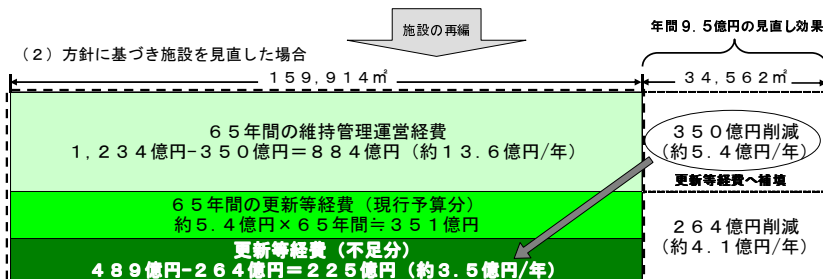 施設の再編
年間９.５億円の見直し効果
（２）方針に基づき施設を見直した場合
１５９,９１４㎡
３４,５６２㎡
６５年間の維持管理運営経費
１,２３４億円-３５０億円＝８８４億円（約１３.６億円/年）
３５０億円削減
（約５.４億円/年）
更新等経費へ補填
６５年間の更新等経費（現行予算分）
約５.４億円×６５年間≒３５１億円
２６４億円削減
（約４.１億円/年）
更新等経費（不足分）
４８９億円-２６４億円＝２２５億円（約３.５億円/年）